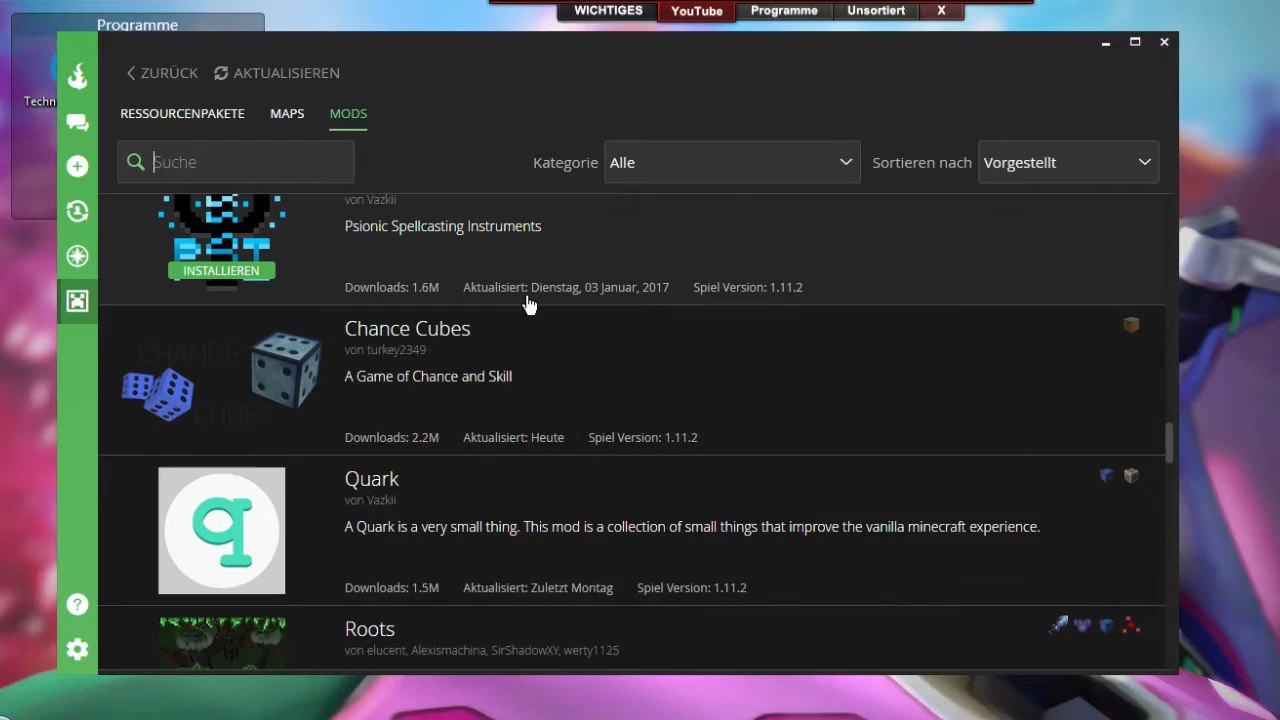 WICHTIGES YouTube Programme Unsortiert X
Programme
Techn
ZURÜCK AKTUALISIEREN
RESSOURCENPAKETE MAPS MODS
Suche
Kategorie Alle Sortieren nach Vorgestellt
von Vazkii
Psionic Spellcasting Instruments
INSTALLIEREN
Downloads: 1.6M Aktualisiert: Dienstag, 03 Januar, 2017 Spiel Version: 1.11.2
CHANCE
CUBES
Chance Cubes
von turkey2349
A Game of Chance and Skill
Downloads: 2.2M Aktualisiert: Heute Spiel Version: 1.11.2
q
Quark
von Vazkii
A Quark is a very small thing. This mod is a collection of small things that improve the vanilla minecraft experience.
Downloads: 1.5M Aktualisiert: Zuletzt Montag Spiel Version: 1.11.2
Roots
von elucent, Alexismachina, SirShadowXY, werty1125
?